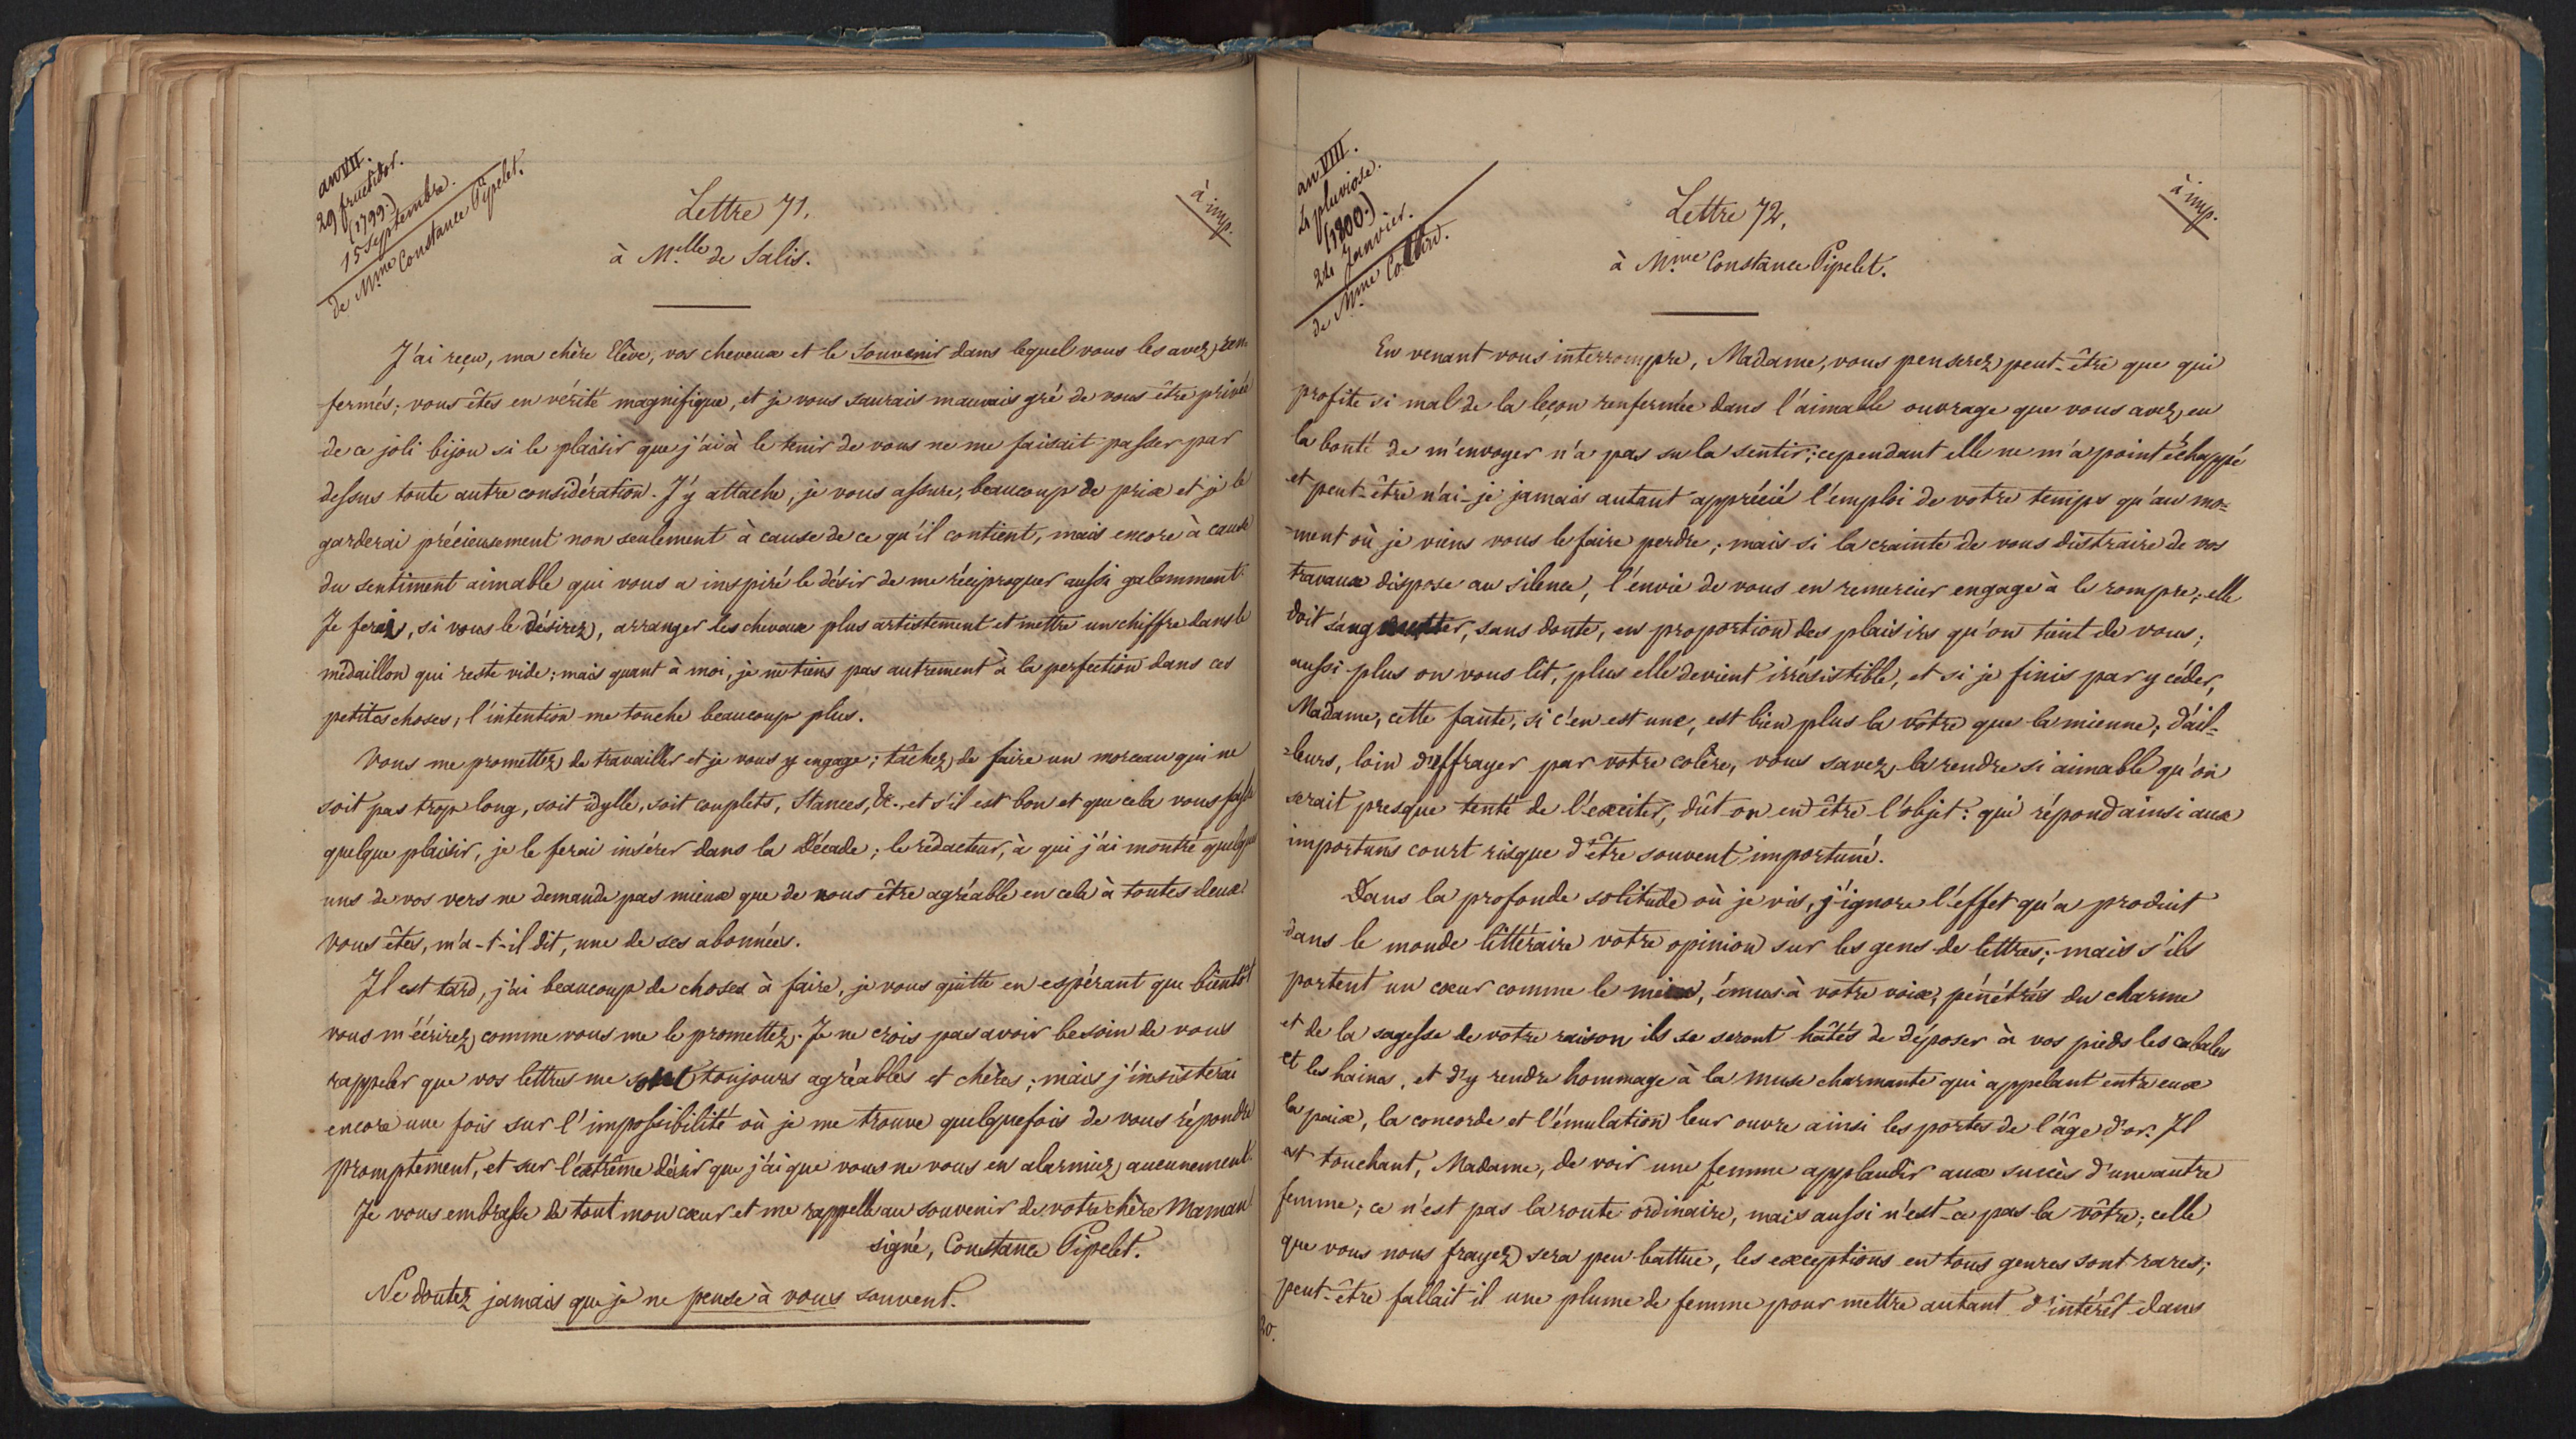 an VII.
29 fructidor.
(1799.)
15 Septembre.
de M.me Constance Pipelet.
à imp.
Lettre 71.
à M.elle de Salis.
J'ai reçu, ma chère Elève, vos cheveux et le Souvenir dans lequel vous les avez ren
fermés; vous êtes en vérité magnifique, et je vous saurais mauvais gré de vous être privée
de ce joli bijou si le plaisir que j'ai à le tenir de vous ne me faisait passer par
dessus toute autre considération. J'y attache, je vous assure, beaucoup de prix et je le
garderai précieusement non seulement à cause de ce qu'il contient, mais encore à cause
du sentiment aimable qui vous a inspiré le désir de me réciproquer aussi galamment.
Je ferai, si vous le désirez, arranger les cheveux plus artistement et mettre un chiffre dans le
médaillon qui reste vide; mais quant à moi, je ne tiens pas autrement à la perfection dans ces
petites choses; l'intention me touche beaucoup plus.
Vous me promettez de travailler et je vous y engage; tâchez de faire un morceau qui ne
soit pas trop long, soit idylle, soit couplets, Stances, &c. et s'il est bon et que cela vous fasse
quelque plaisir, je le ferai insérer dans la Décade; le rédacteur, à qui j'ai montré quelques
uns de vos vers ne demande pas mieux que de nous être agréable en cela à toutes deux.
Vous êtes, m'a-t-il dit, une de ses abonnées.
Il est tard, j'ai beaucoup de choses à faire, je vous quitte en espérant que bientôt
vous m'écrirez comme vous me le promettez. Je ne crois pas avoir besoin de vous
rappeler que vos lettres me sont toujours agréables et chères; mais j'insisterai
encore une fois sur l'impossibilité où je me trouve quelquefois de vous répondre
promptement, et sur l'extrême désir que j'ai que vous ne vous en alarmiez aucunement.
Je vous embrasse de tout mon cœur et me rappelle au souvenir de votre chère Maman.
signé, Constance Pipelet.
Ne doutez jamais que je ne pense à vous souvent.
an VIII.
4 pluviose.
(1800.)
24 Janvier.
de M.me
à imp.
Lettre 72.
à M.me Constance Pipelet.
En venant vous interrompre, Madame, vous penserez peut-être que qui
profite si mal de la leçon renfermée dans l'aimable ouvrage que vous avez eu
la bonté de m'envoyer n'a pas su la sentir; cependant elle ne m'a point échappé
et peut-être n'ai-je jamais autant apprécié l'emploi de votre temps qu'au mo=
=ment où je viens vous le faire perdre; mais si la crainte de vous distraire de vos
travaux dispose au silence, l'envie de vous en remercier engage à le rompre; elle
doit sans doute, en proportion des plaisirs qu'on tient de vous;
aussi plus on vous lit, plus elle devient irrésistible, et si je finis par y céder,
Madame, cette faute, si c'en est une, est bien plus la vôtre que la mienne; d'ail=
=leurs, loin d'effrayer par votre colère, vous savez la rendre si aimable qu'on
serait presque tenté de l'exciter, dût-on en être l'objet: qui répond ainsi aux
importuns court risque d'être souvent importuné.
Dans la profonde solitude où je vis, j'ignore l'effet qu'a produit
dans le monde littéraire votre opinion sur les gens de lettres; mais s'ils
portent un cœur comme le mien, émus à votre voix, pénétrés du charme
et de la sagesse de votre raison ils se seront hâtés de déposer à vos pieds les cabales
et les haines, et d'y rendre hommage à la muse charmante qui appelant entre eux
la paix, la concorde et l'émulation leur ouvre ainsi les portes de l'âge d'or. Il
est touchant, Madame, de voir une femme applaudir aux succès d'une autre
femme; ce n'est pas la route ordinaire, mais aussi n'est-ce pas la vôtre; celle
que vous nous frayez sera peu battue, les exceptions en tous genres sont rares;
peut-être fallait il une plume de femme pour mettre autant d'intérêt dans